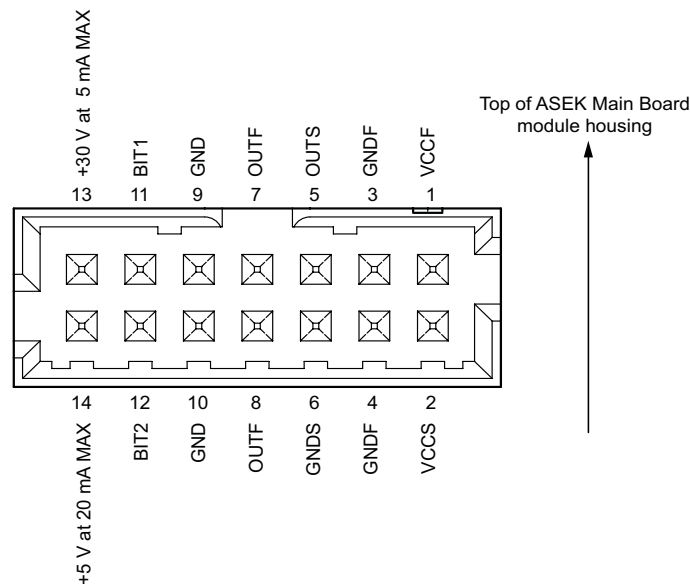 +30 V at 5 mA MAX
BIT1
GND
OUTF
OUTS
GNDF
VCCF
13 11 9 7 5 3 1
Top of ASEK Main Board
module housing
14 12 10 8 6 4 2
+5 V at 20 mA MAX
BIT2
GND
OUTF
GNDS
GNDF
VCCS